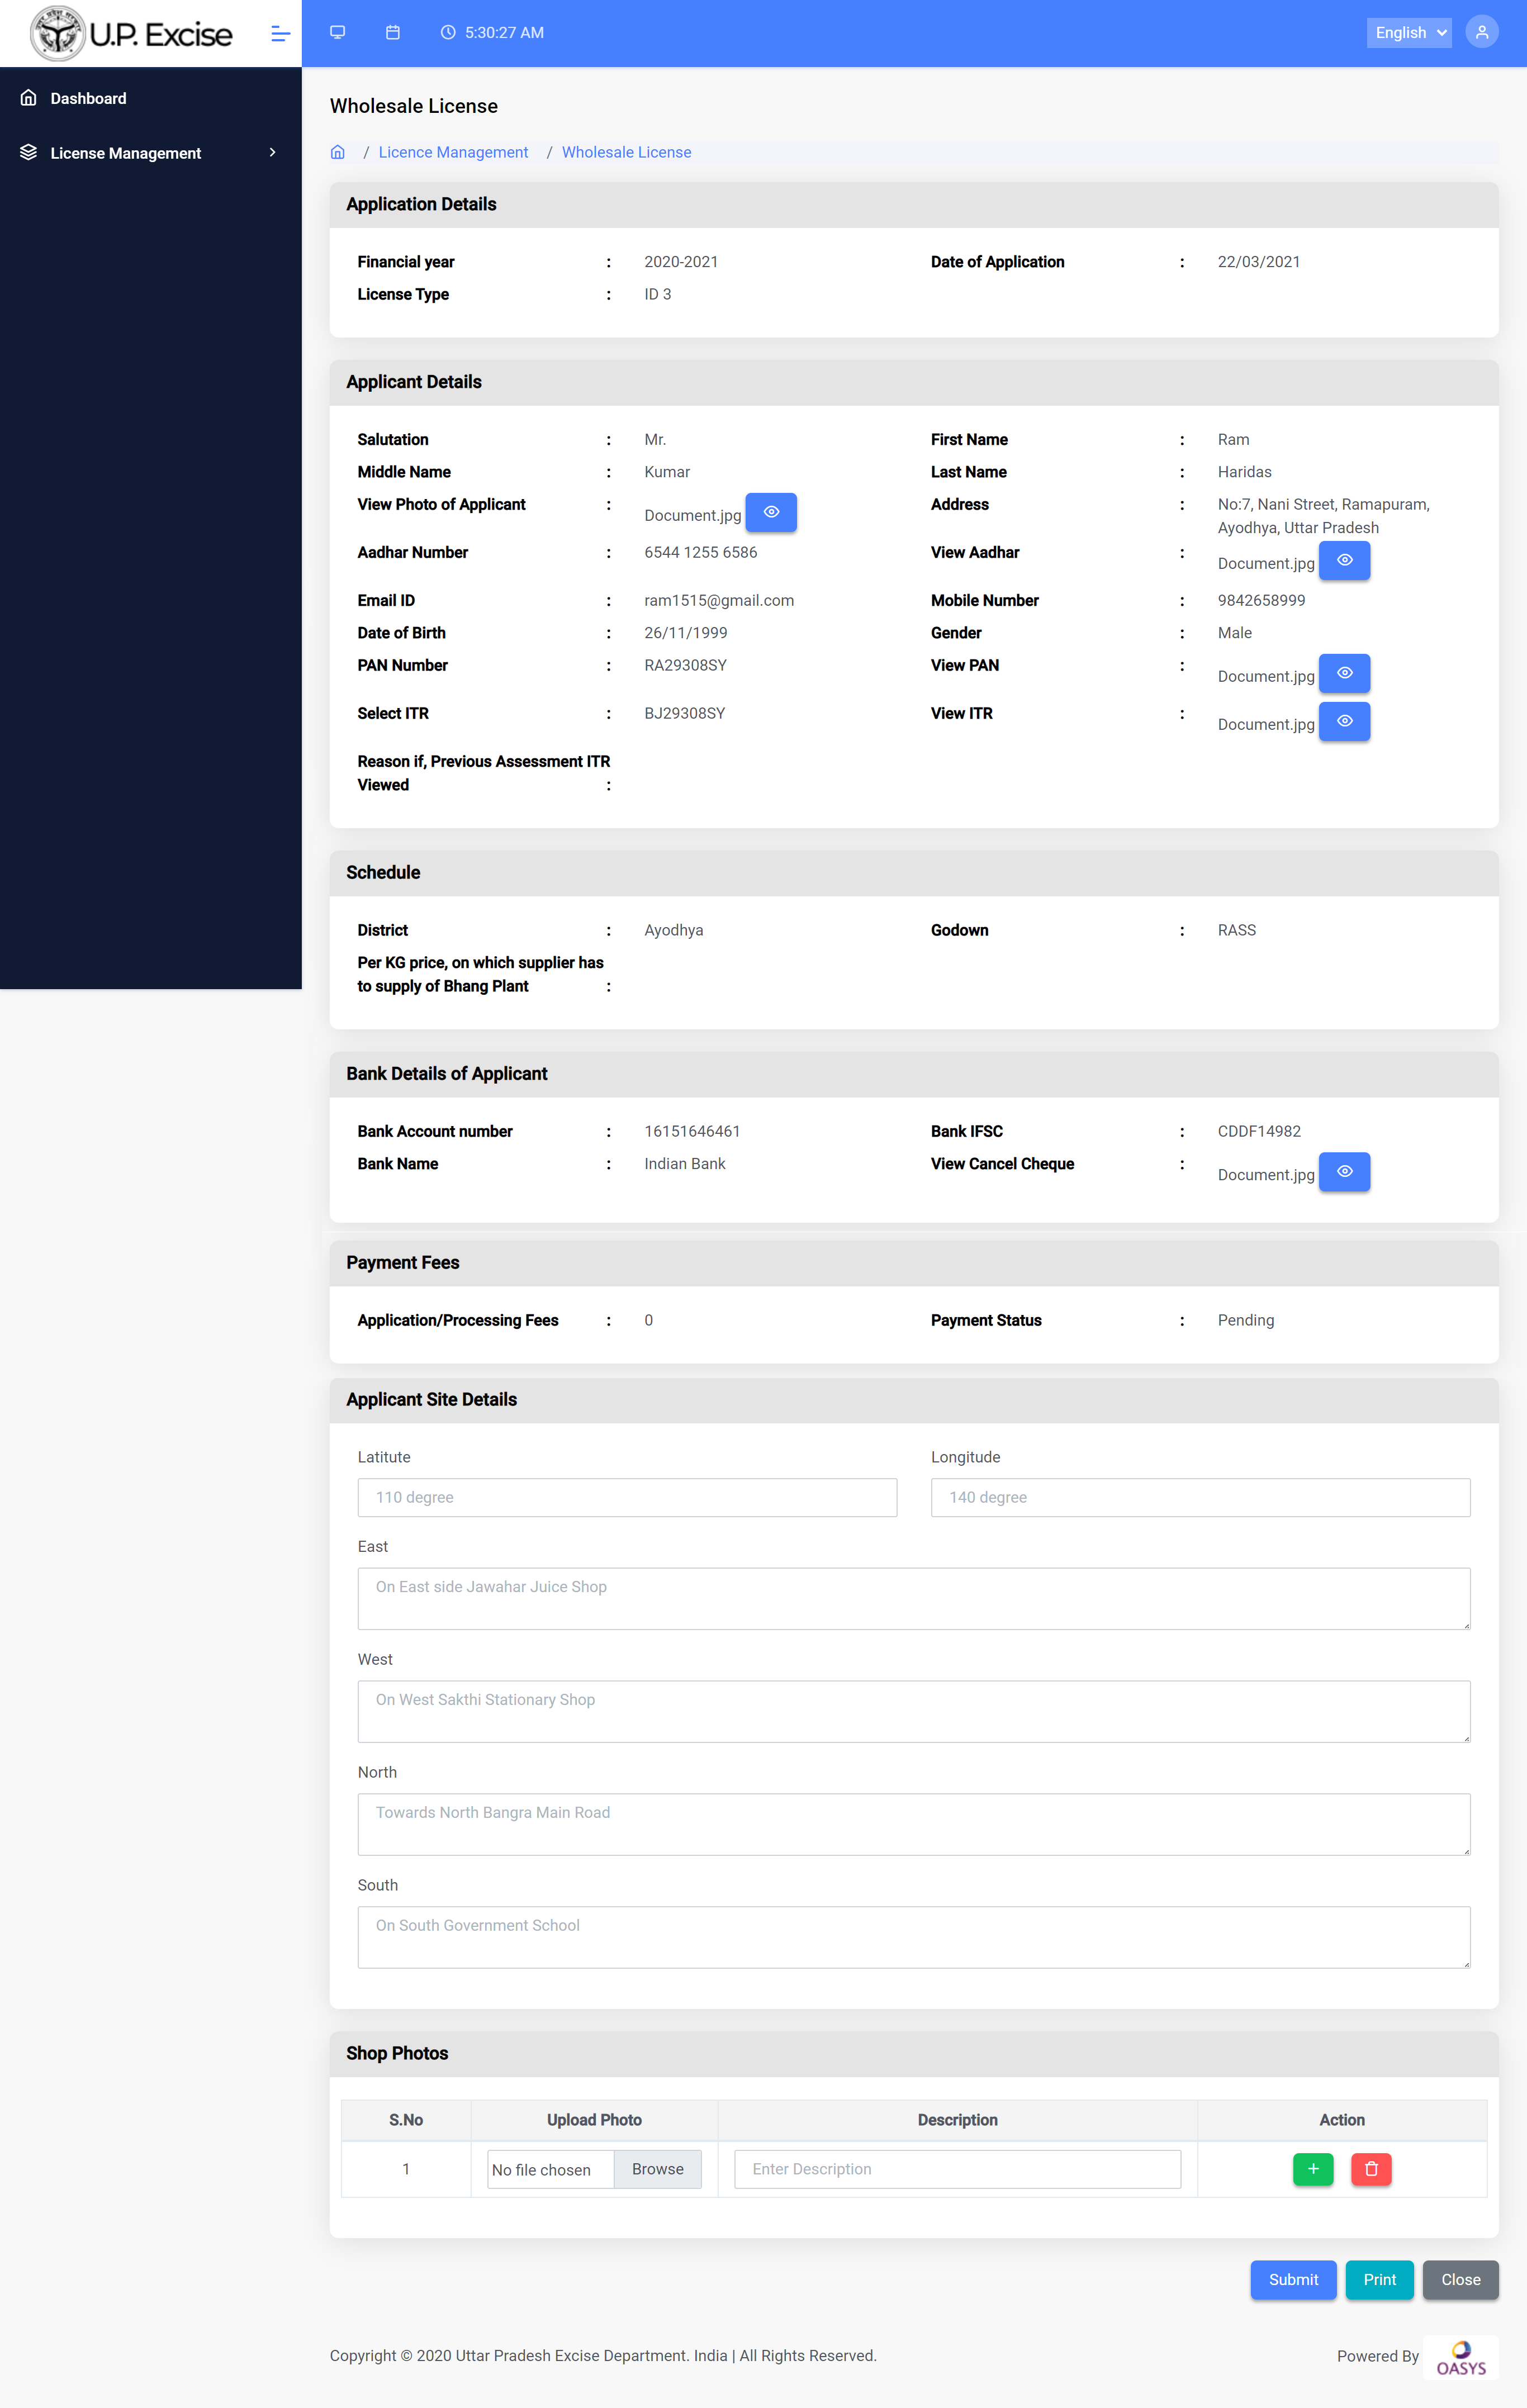 U.P. Excise
5:30:27 AM
English
Dashboard
License Management
Wholesale License
/ Licence Management / Wholesale License
Application Details
Financial year : 2020-2021 Date of Application : 22/03/2021
License Type : ID 3
Applicant Details
Salutation : Mr. First Name : Ram
Middle Name : Kumar Last Name : Haridas
View Photo of Applicant : Document.jpg Address : No:7, Nani Street, Ramapuram,
Ayodhya, Uttar Pradesh
Aadhar Number : 6544 1255 6586 View Aadhar : Document.jpg
Email ID : ram1515@gmail.com Mobile Number : 9842658999
Date of Birth : 26/11/1999 Gender : Male
PAN Number : RA29308SY View PAN : Document.jpg
Select ITR : BJ29308SY View ITR : Document.jpg
Reason if, Previous Assessment ITR
Viewed :
Schedule
District : Ayodhya Godown : RASS
Per KG price, on which supplier has
to supply of Bhang Plant :
Bank Details of Applicant
Bank Account number : 16151646461 Bank IFSC : CDDF14982
Bank Name : Indian Bank View Cancel Cheque : Document.jpg
Payment Fees
Application/Processing Fees : 0 Payment Status : Pending
Applicant Site Details
Latitute Longitude
110 degree 140 degree
East
On East side Jawahar Juice Shop
West
On West Sakthi Stationary Shop
North
Towards North Bangra Main Road
South
On South Government School
Shop Photos
S.No Upload Photo Description Action
1 No file chosen Browse Enter Description +
Submit Print Close
Copyright © 2020 Uttar Pradesh Excise Department. India | All Rights Reserved. Powered By OASYS